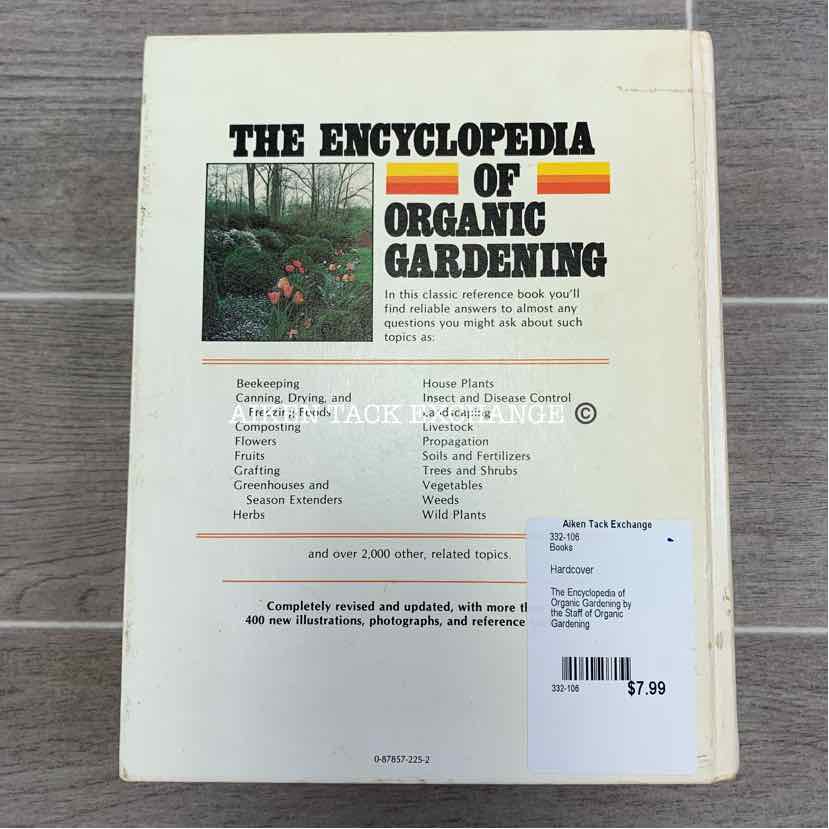 THE ENCYCLOPEDIA
OF
ORGANIC
GARDENING
In this classic reference book you'll
find reliable answers to almost any
questions you might ask about such
topics as:
Beekeeping
Canning, Drying, and
Freezing Foods
Composting
Flowers
Fruits
Grafting
Greenhouses and
Season Extenders
Herbs
House Plants
Insect and Disease Control
Landscaping
Livestock
Propagation
Soils and Fertilizers
Trees and Shrubs
Vegetables
Weeds
Wild Plants
AIKEN TACK EXCHANGE ©
and over 2,000 other, related topics.
Completely revised and updated, with more
400 new illustrations, photographs, and reference
0-87857-225-2
Aiken Tack Exchange
332-106
Books
Hardcover
The Encyclopedia of
Organic Gardening by
the Staff of Organic
Gardening
332-106
$7.99